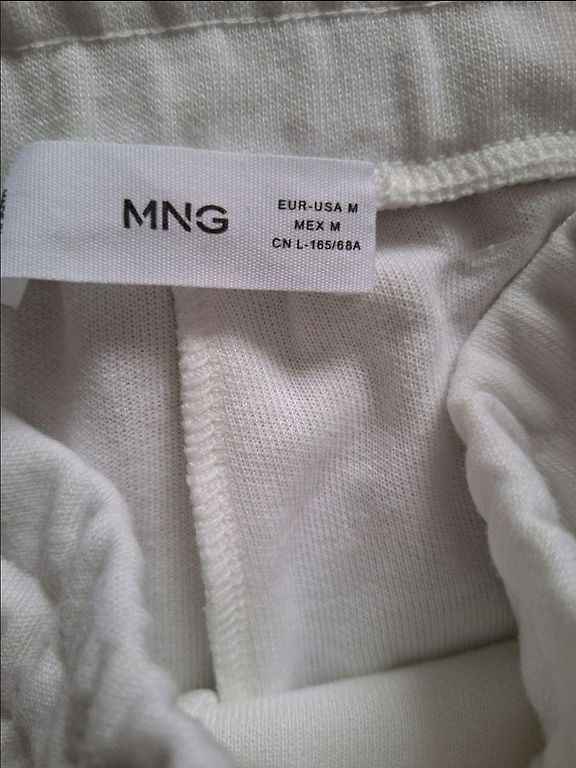 MNG
EUR-USA M
MEX M
CN L-165/68A